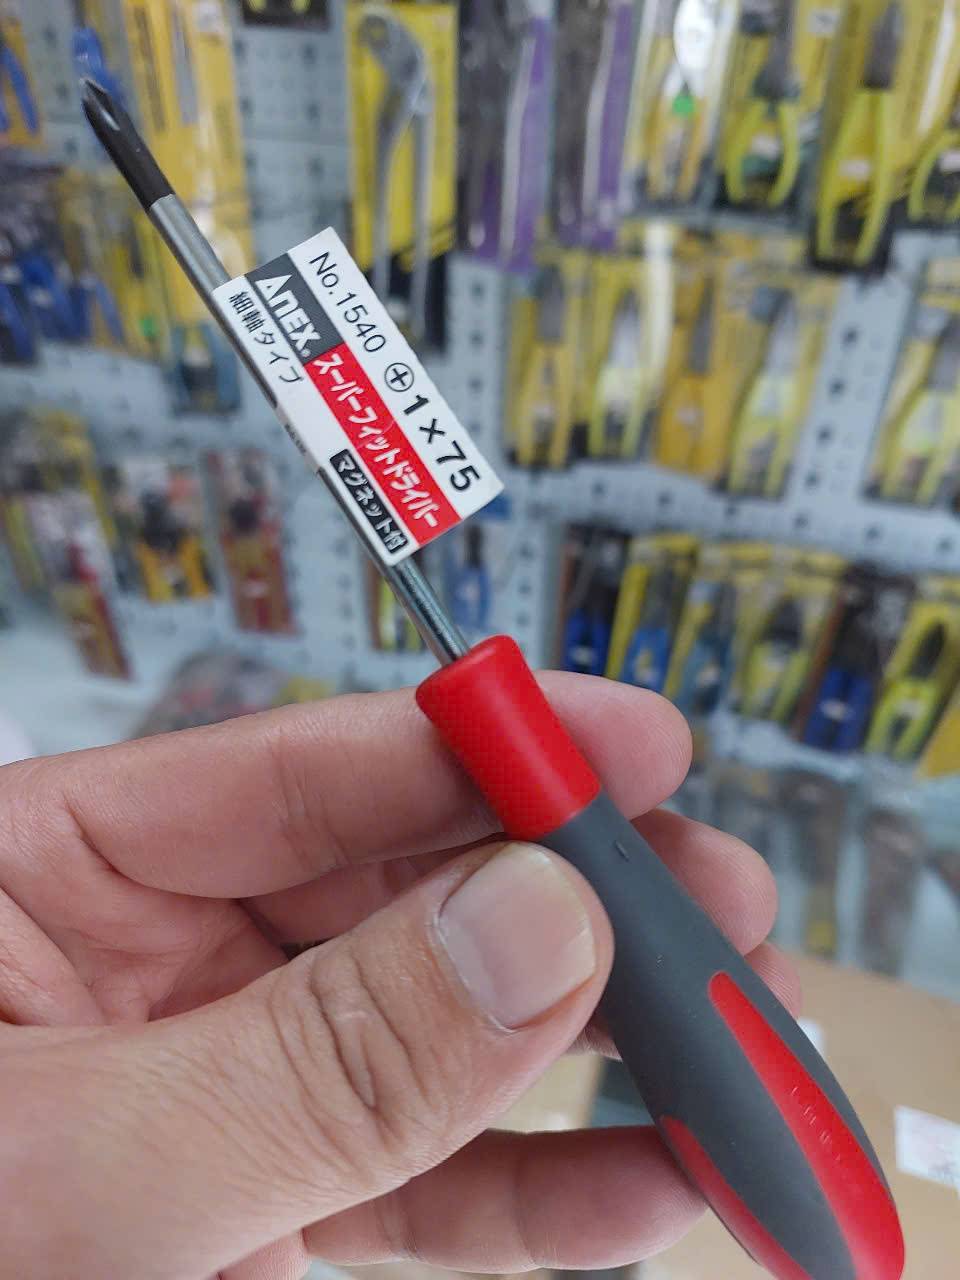 No.1540 ⊕1×75
ANEX® スーパーフィットドライバー
細軸タイプ マグネット付